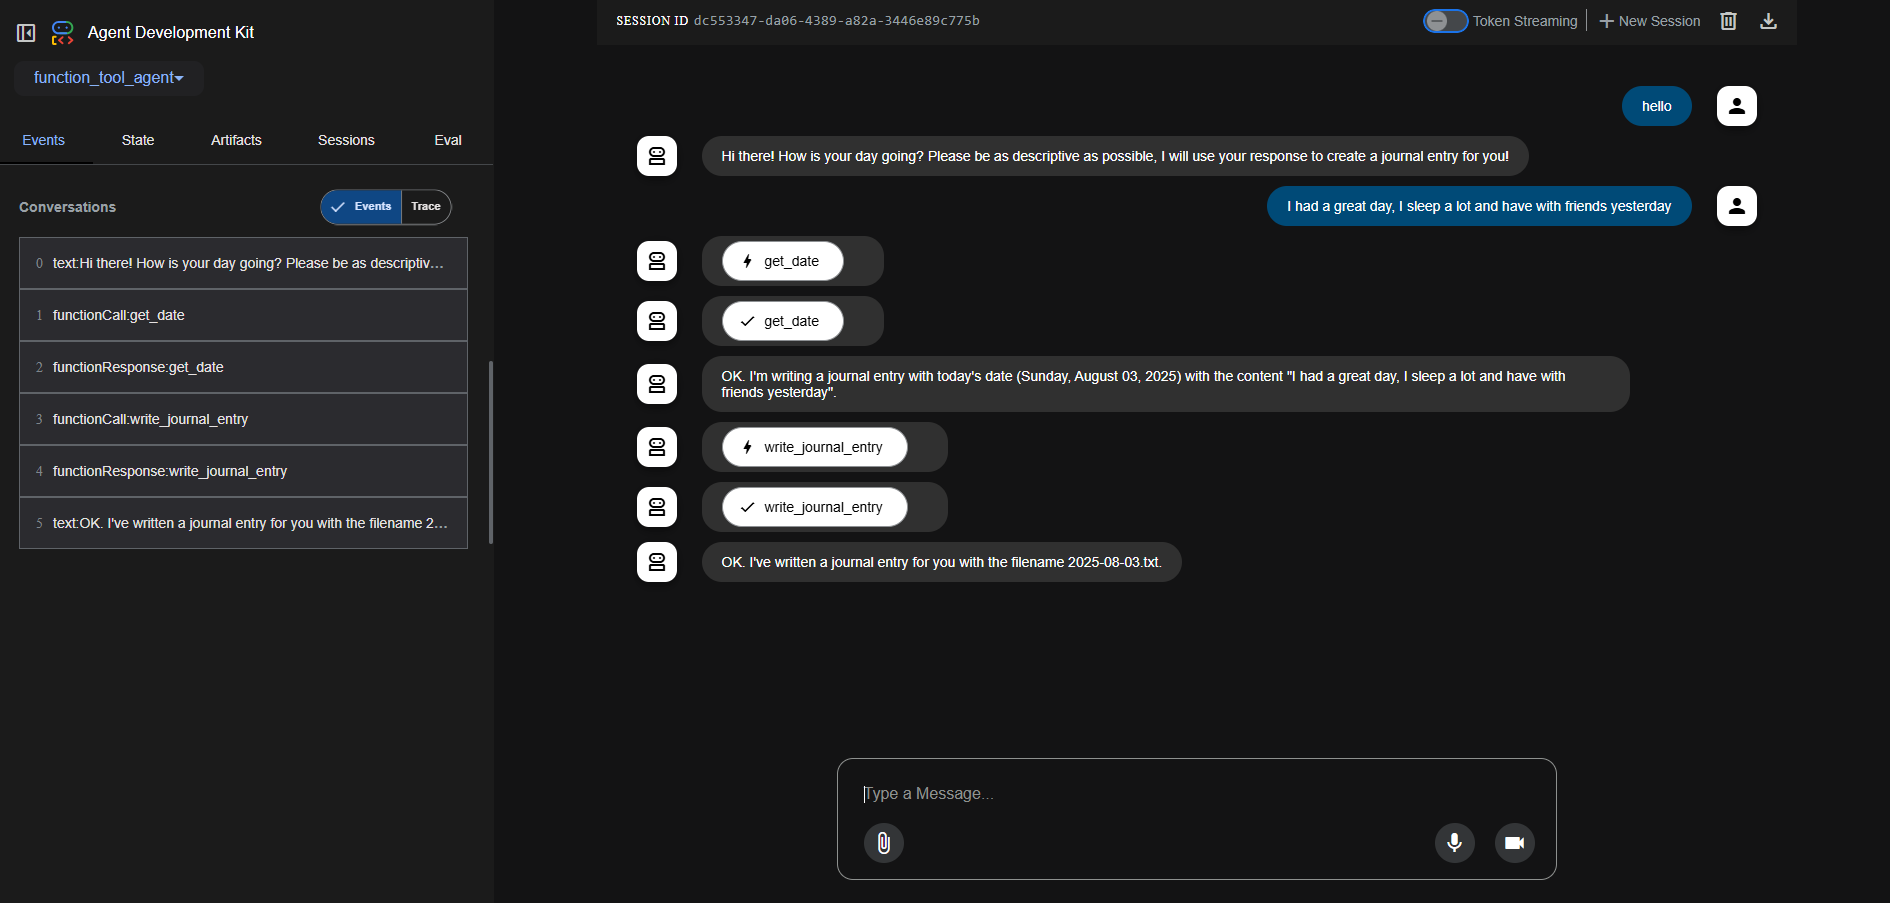 Agent Development Kit
function_tool_agent
Events
State
Artifacts
Sessions
Eval
Conversations
Events
Trace
0 text:Hi there! How is your day going? Please be as descriptiv...
1 functionCall:get_date
2 functionResponse:get_date
3 functionCall:write_journal_entry
4 functionResponse:write_journal_entry
5 text:OK. I've written a journal entry for you with the filename 2...
SESSION ID dc553347-da06-4389-a82a-3446e89c775b
Token Streaming
New Session
hello
Hi there! How is your day going? Please be as descriptive as possible, I will use your response to create a journal entry for you!
I had a great day, I sleep a lot and have with friends yesterday
get_date
get_date
OK. I'm writing a journal entry with today's date (Sunday, August 03, 2025) with the content "I had a great day, I sleep a lot and have with
friends yesterday".
write_journal_entry
write_journal_entry
OK. I've written a journal entry for you with the filename 2025-08-03.txt.
Type a Message...